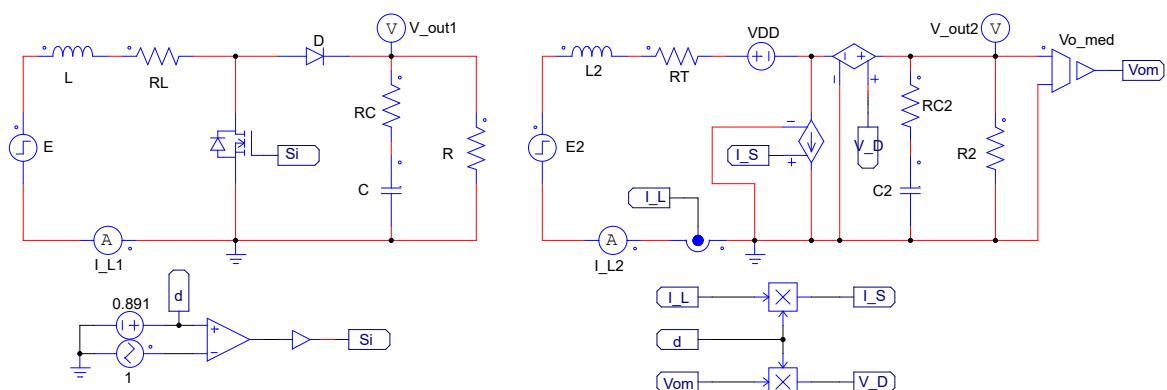 V
V_out1
D
L
RL
RC
E
R
Si
C
A
I_L1
d
0.891
Si
1
V
V_out2
VDD
Vo_med
L2
RT
Vom
RC2
E2
I_S
V_D
R2
I_L
C2
A
I_L2
I_L
I_S
d
Vom
V_D